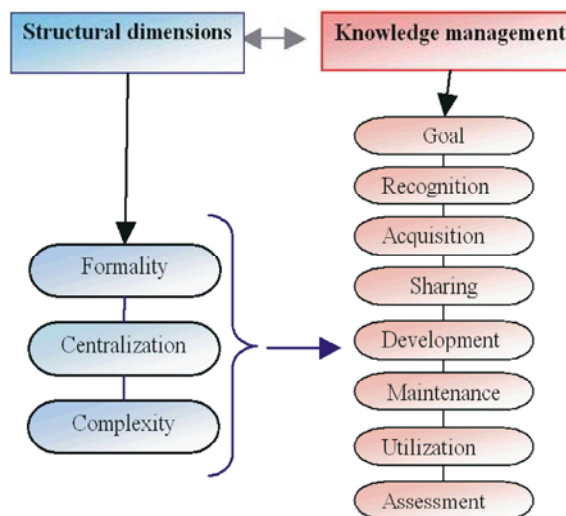 Structural dimensions
Knowledge management
Formality
Centralization
Complexity
Goal
Recognition
Acquisition
Sharing
Development
Maintenance
Utilization
Assessment